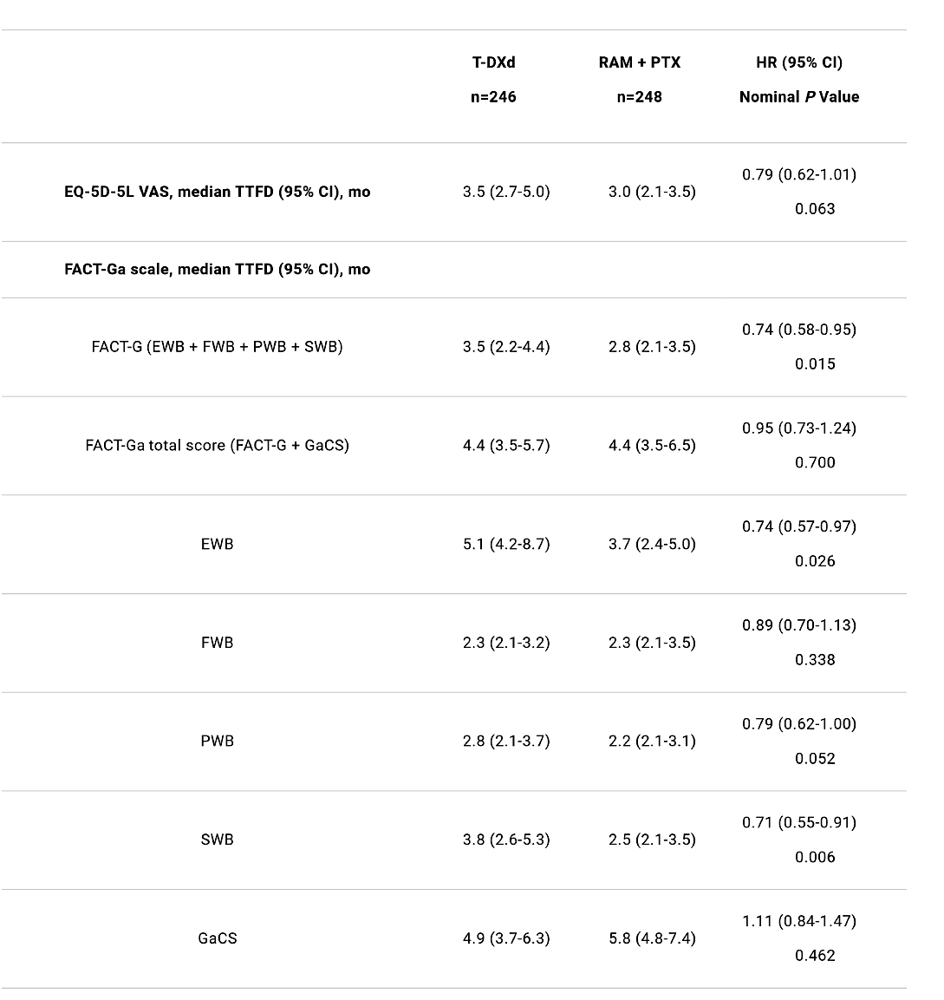 T-DXd RAM + PTX HR (95% CI)
n=246 n=248 Nominal P Value
0.79 (0.62-1.01)
EQ-5D-5L VAS, median TTFD (95% CI), mo 3.5 (2.7-5.0) 3.0 (2.1-3.5)
0.063
FACT-Ga scale, median TTFD (95% CI), mo
0.74 (0.58-0.95)
FACT-G (EWB + FWB + PWB + SWB) 3.5 (2.2-4.4) 2.8 (2.1-3.5)
0.015
0.95 (0.73-1.24)
FACT-Ga total score (FACT-G + GaCS) 4.4 (3.5-5.7) 4.4 (3.5-6.5)
0.700
0.74 (0.57-0.97)
EWB 5.1 (4.2-8.7) 3.7 (2.4-5.0)
0.026
0.89 (0.70-1.13)
FWB 2.3 (2.1-3.2) 2.3 (2.1-3.5)
0.338
0.79 (0.62-1.00)
PWB 2.8 (2.1-3.7) 2.2 (2.1-3.1)
0.052
0.71 (0.55-0.91)
SWB 3.8 (2.6-5.3) 2.5 (2.1-3.5)
0.006
1.11 (0.84-1.47)
GaCS 4.9 (3.7-6.3) 5.8 (4.8-7.4)
0.462